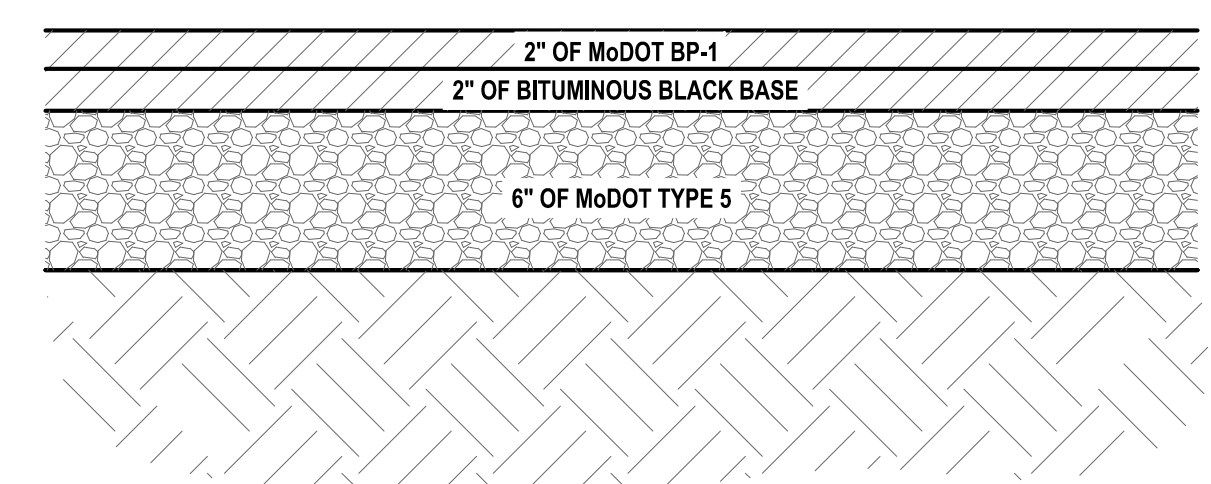 2" OF MoDOT BP-1
2" OF BITUMINOUS BLACK BASE
6" OF MoDOT TYPE 5